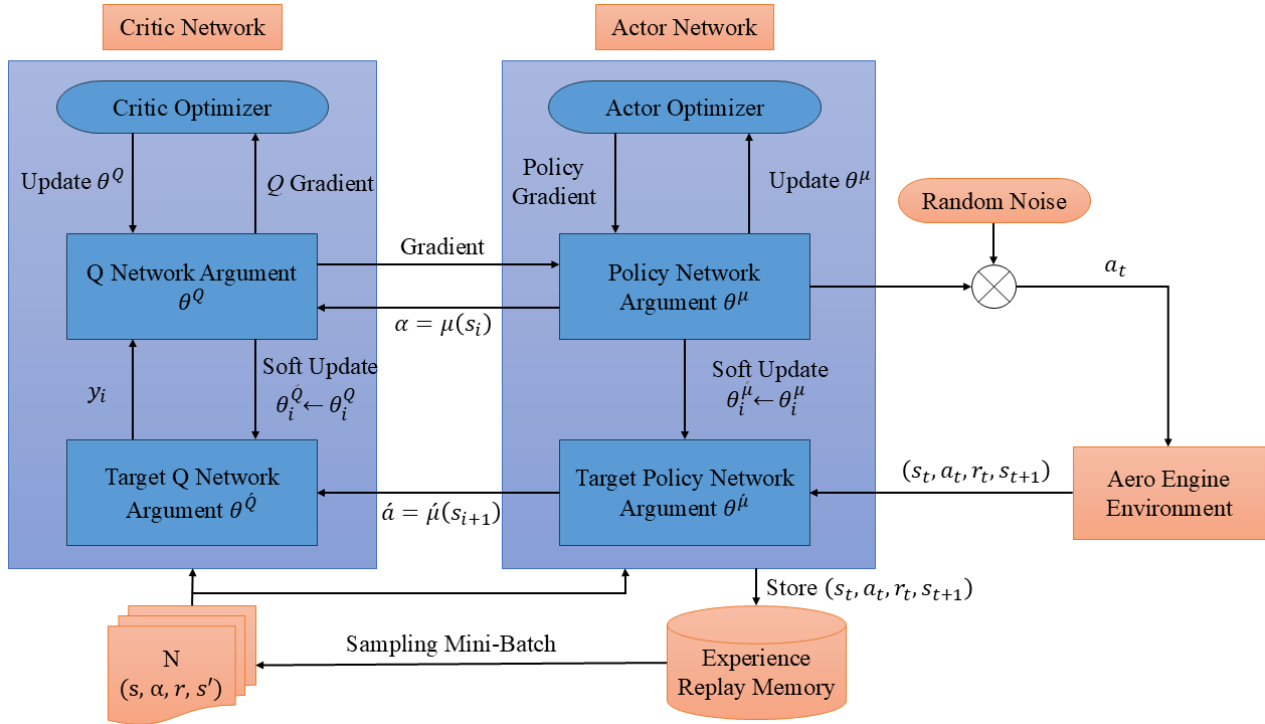 Critic Network
Actor Network
Critic Optimizer
Actor Optimizer
Update θ^Q
Q Gradient
Policy
Gradient
Update θ^μ
Random Noise
Q Network Argument
θ^Q
Gradient
α = μ(s_i)
Policy Network
Argument θ^μ
a_t
y_i
Soft Update
θ_i^Q́ ← θ_i^Q
Soft Update
θ_i^μ́ ← θ_i^μ
Target Q Network
Argument θ^Q́
á = μ́(s_{i+1})
Target Policy Network
Argument θ^μ́
(s_t, a_t, r_t, s_{t+1})
Aero Engine
Environment
Store (s_t, a_t, r_t, s_{t+1})
N
(s, α, r, s′)
Sampling Mini-Batch
Experience
Replay Memory